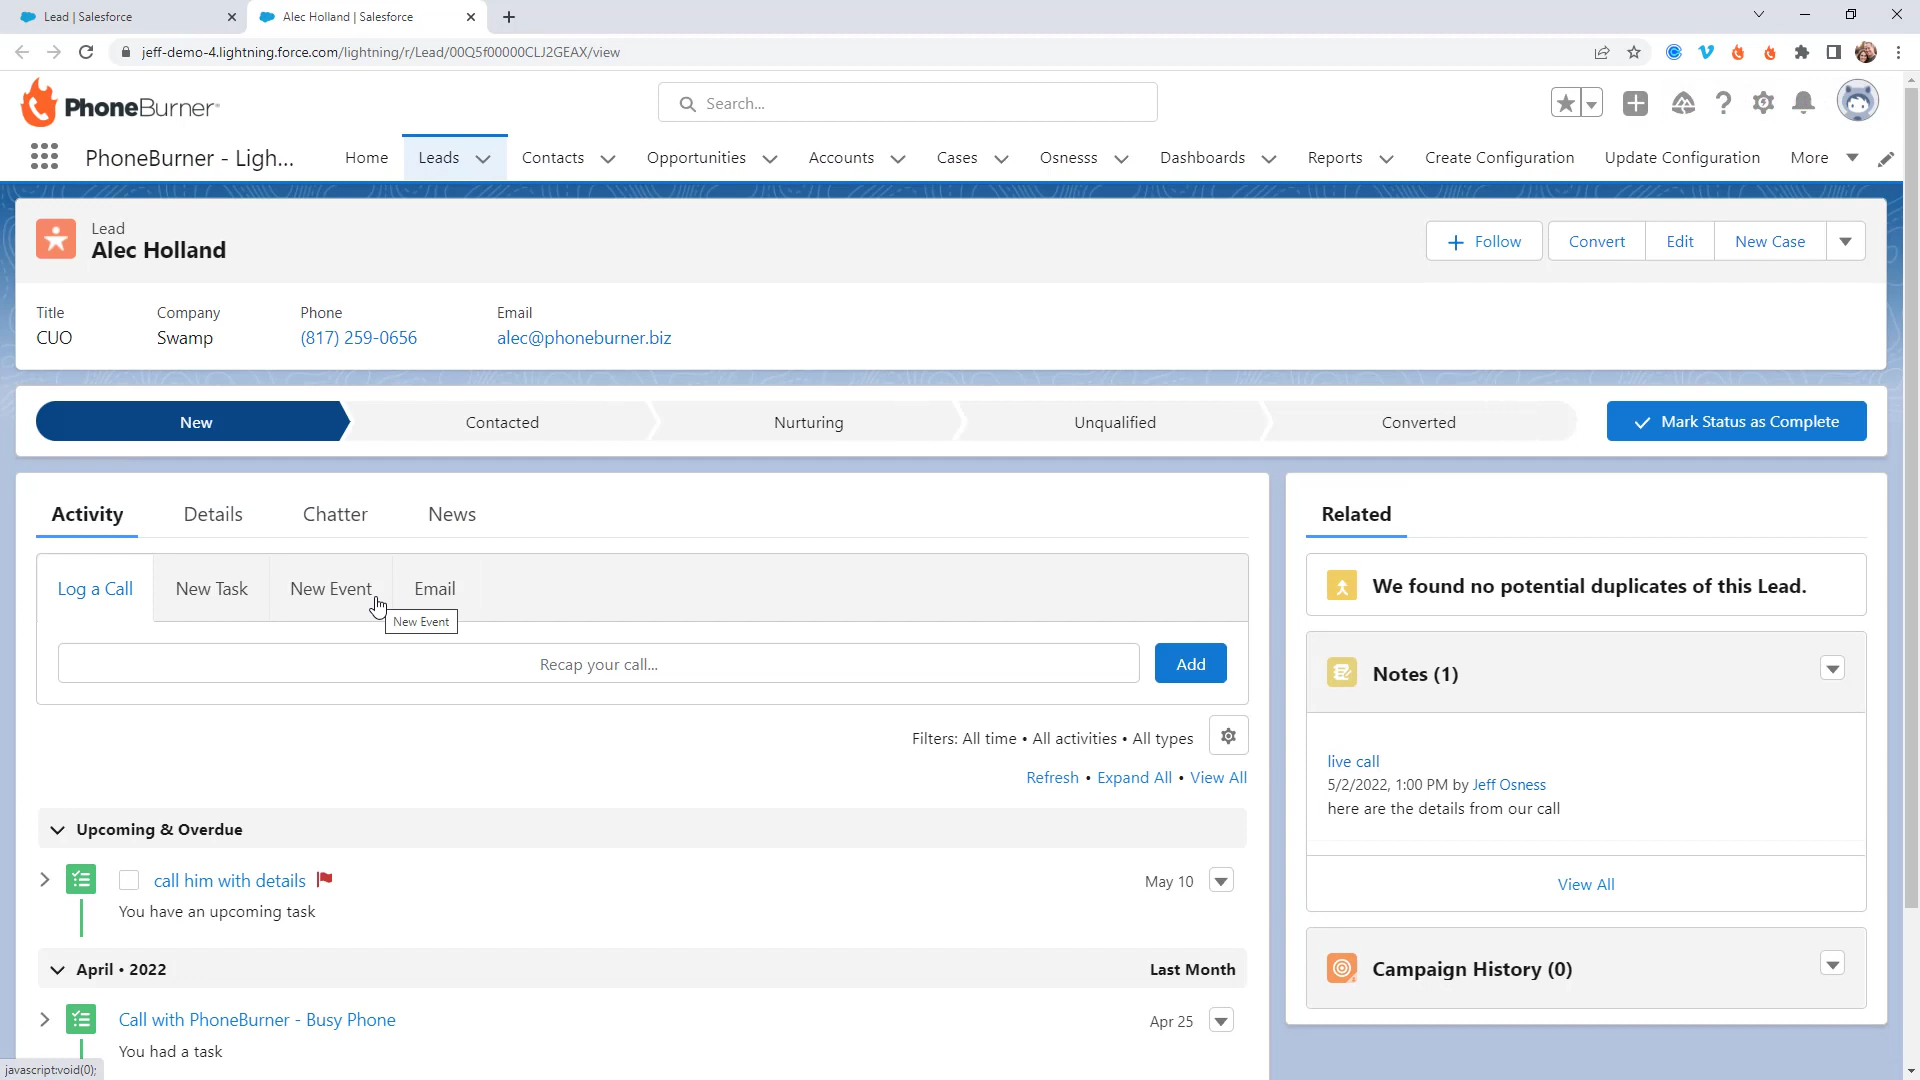 Lead | Salesforce
Alec Holland | Salesforce
jeff-demo-4.lightning.force.com/lightning/r/Lead/00Q5f00000CLJ2GEAX/view
PhoneBurner
Search...
PhoneBurner - Ligh...
Home
Leads
Contacts
Opportunities
Accounts
Cases
Osnesss
Dashboards
Reports
Create Configuration
Update Configuration
More
Lead
Alec Holland
Follow
Convert
Edit
New Case
Title
Company
Phone
Email
CUO
Swamp
(817) 259-0656
alec@phoneburner.biz
New
Contacted
Nurturing
Unqualified
Converted
Mark Status as Complete
Activity
Details
Chatter
News
Related
Log a Call
New Task
New Event
Email
New Event
Recap your call...
Add
We found no potential duplicates of this Lead.
Notes (1)
Filters: All time • All activities • All types
Refresh • Expand All • View All
live call
5/2/2022, 1:00 PM by Jeff Osness
here are the details from our call
View All
Upcoming & Overdue
call him with details
May 10
You have an upcoming task
April • 2022
Last Month
Campaign History (0)
Call with PhoneBurner - Busy Phone
Apr 25
You had a task
javascript:void(0);